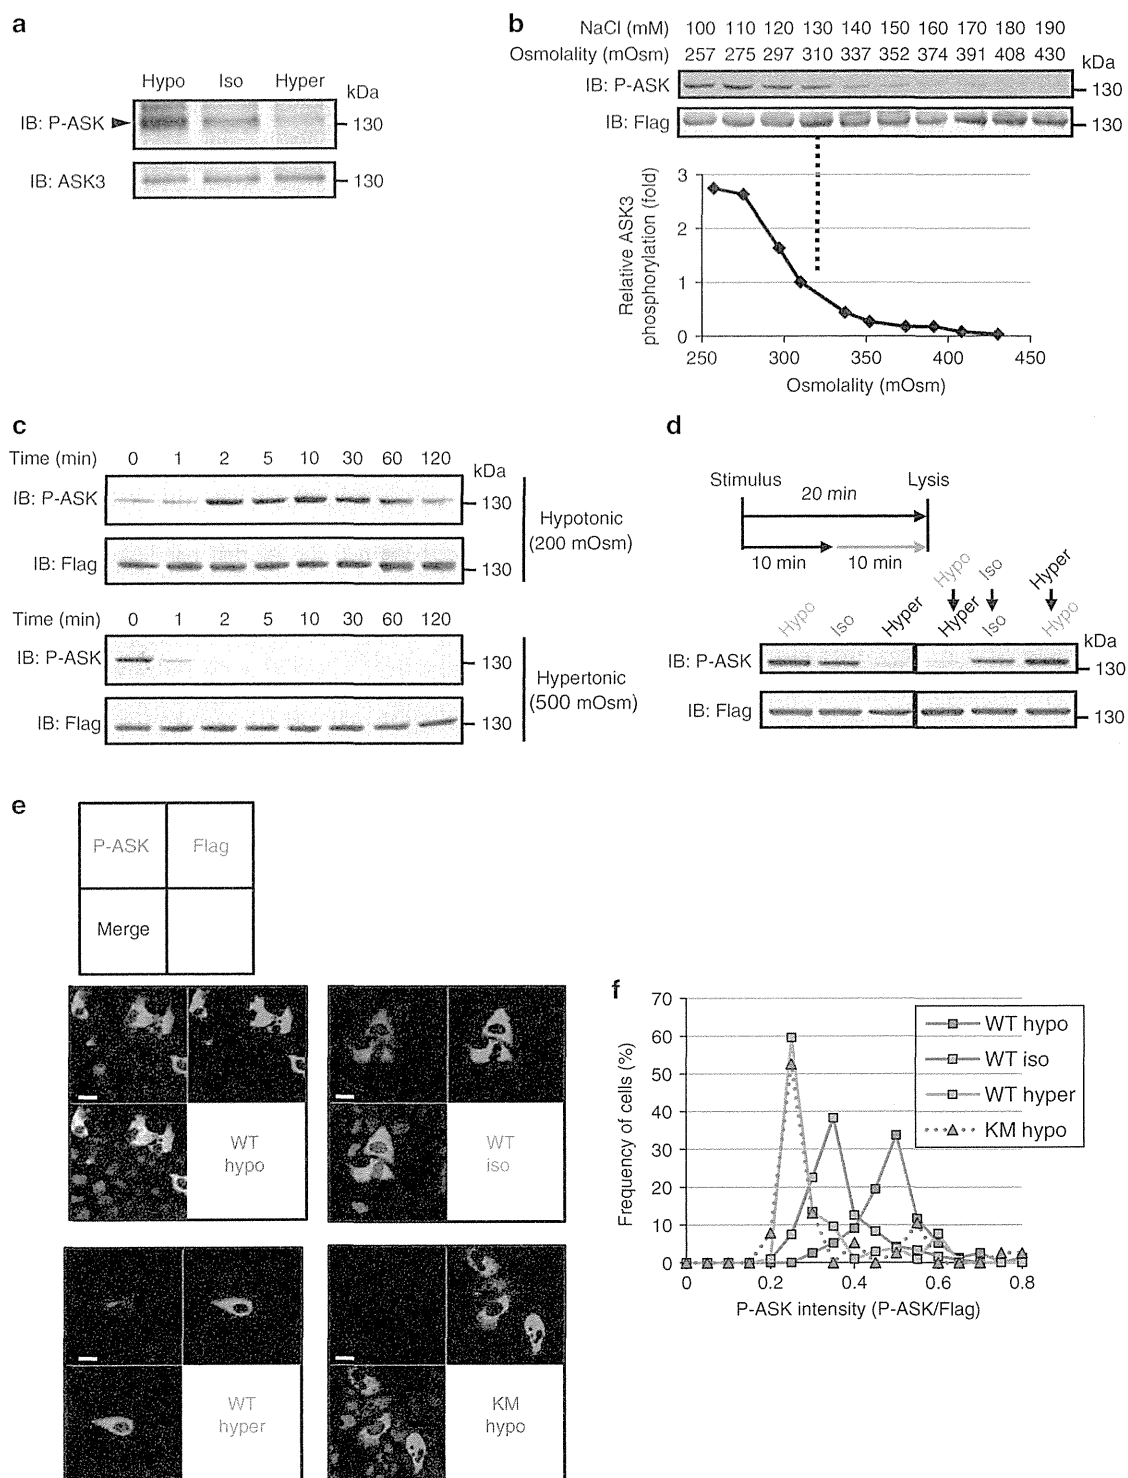 a
Hypo Iso Hyper
kDa
IB: P-ASK
130
IB: ASK3
130
b
NaCl (mM) 100 110 120 130 140 150 160 170 180 190
Osmolality (mOsm) 257 275 297 310 337 352 374 391 408 430
kDa
IB: P-ASK
130
IB: Flag
130
Relative ASK3
phosphorylation (fold)
3
2
1
0
250 300 350 400 450
Osmolality (mOsm)
c
Time (min) 0 1 2 5 10 30 60 120
kDa
IB: P-ASK
130
Hypotonic
(200 mOsm)
IB: Flag
130
Time (min) 0 1 2 5 10 30 60 120
IB: P-ASK
130
Hypertonic
(500 mOsm)
IB: Flag
130
d
Stimulus
Lysis
20 min
10 min 10 min
Hypo Iso Hyper
Hypo Iso Hyper
Hyper Iso Hypo
kDa
IB: P-ASK
130
IB: Flag
130
e
P-ASK Flag
Merge
WT
hypo
WT
iso
WT
hyper
KM
hypo
f
Frequency of cells (%)
70
60
50
40
30
20
10
0
0 0.2 0.4 0.6 0.8
P-ASK intensity (P-ASK/Flag)
WT hypo
WT iso
WT hyper
KM hypo